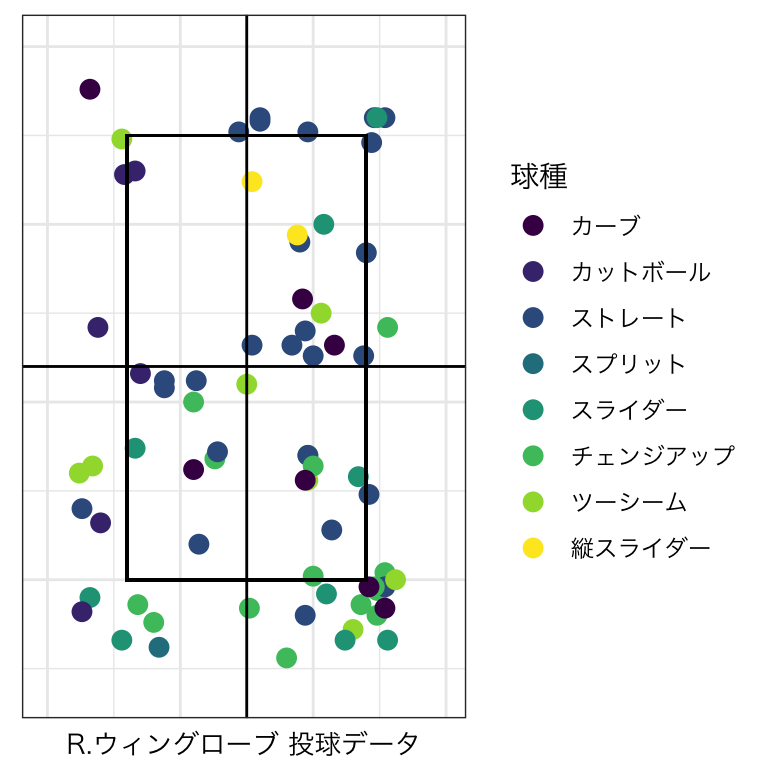 球種
カーブ
カットボール
ストレート
スプリット
スライダー
チェンジアップ
ツーシーム
縦スライダー
R.ウィングローブ 投球データ